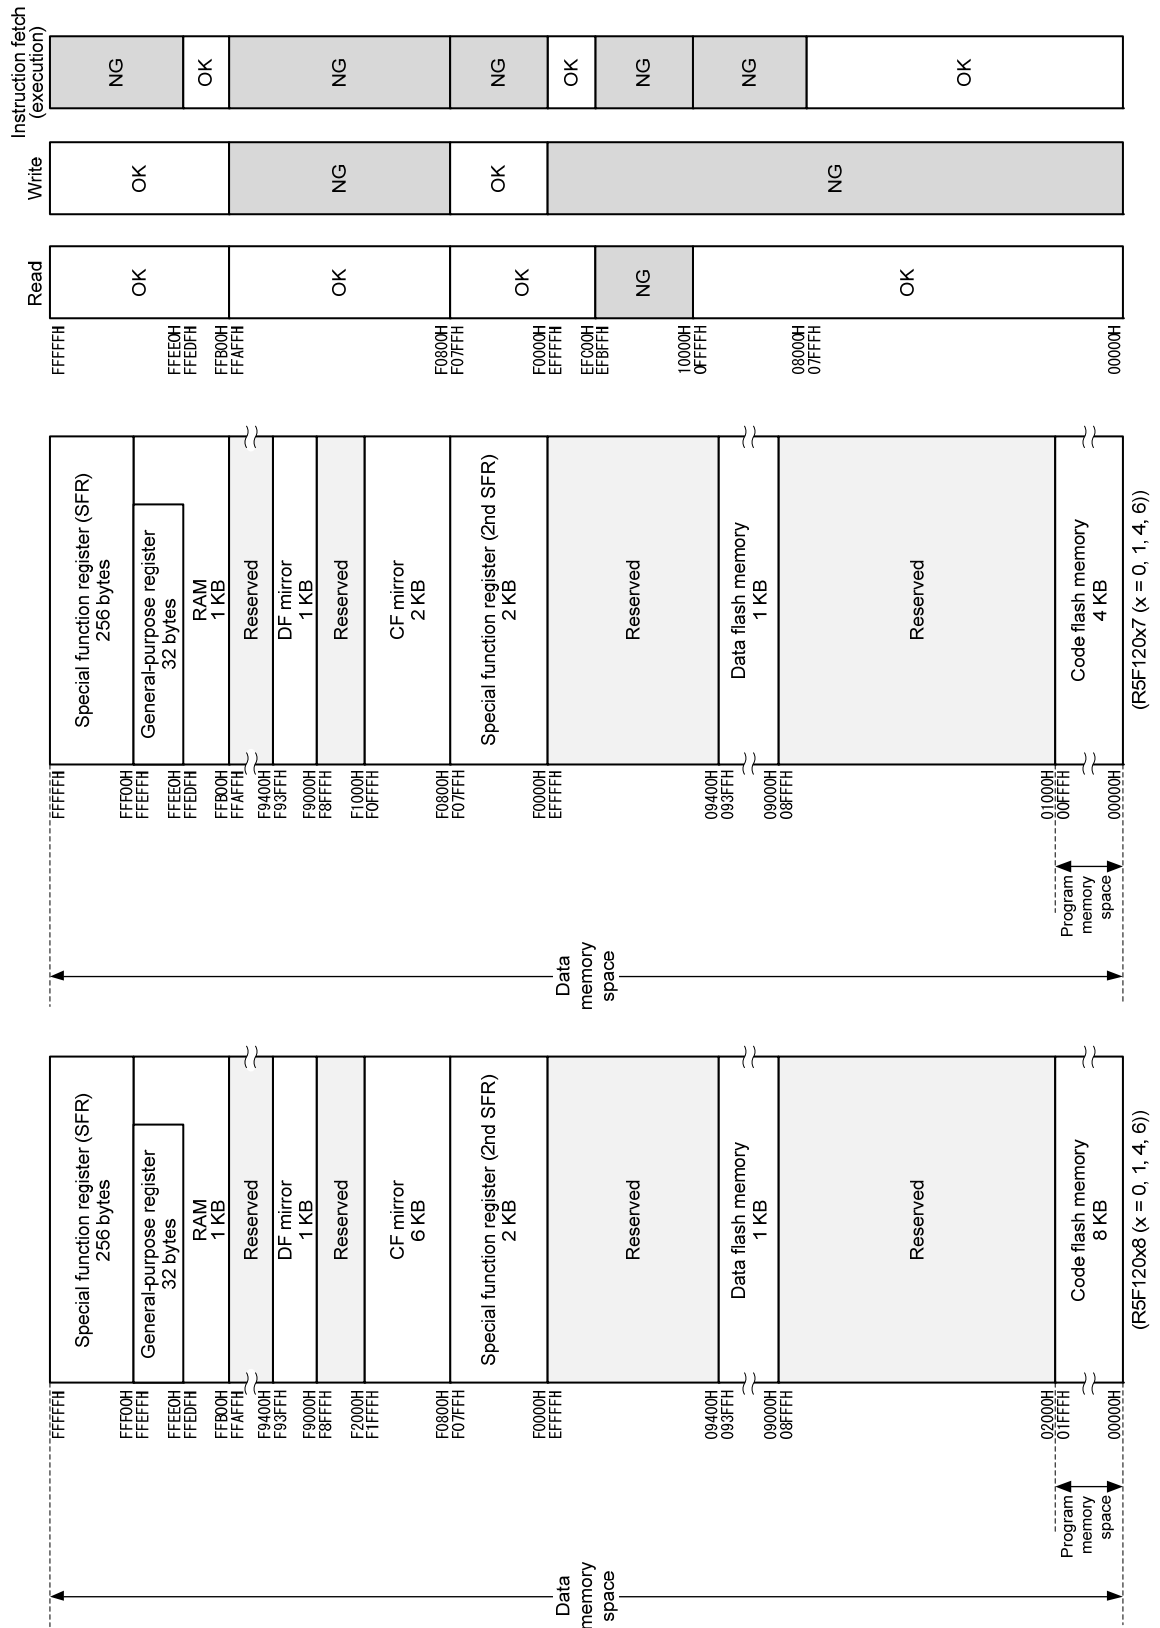 Data
memory
space
FFFFFH
FFF00H
FFEFFH
FFEE0H
FFEDFH
FFB00H
FFAFFH
F9400H
F93FFH
F9000H
F8FFFH
F2000H
F1FFFH
F0800H
F07FFH
F0000H
EFFFFH
09400H
093FFH
09000H
08FFFH
02000H
01FFFH
00000H
Program
memory
space
Special function register (SFR)
256 bytes
General-purpose register
32 bytes
RAM
1 KB
Reserved
DF mirror
1 KB
Reserved
CF mirror
6 KB
Special function register (2nd SFR)
2 KB
Reserved
Data flash memory
1 KB
Reserved
Code flash memory
8 KB
(R5F120x8 (x = 0, 1, 4, 6))
Data
memory
space
FFFFFH
FFF00H
FFEFFH
FFEE0H
FFEDFH
FFB00H
FFAFFH
F9400H
F93FFH
F9000H
F8FFFH
F1000H
F0FFFH
F0800H
F07FFH
F0000H
EFFFFH
09400H
093FFH
09000H
08FFFH
01000H
00FFFH
00000H
Program
memory
space
Special function register (SFR)
256 bytes
General-purpose register
32 bytes
RAM
1 KB
Reserved
DF mirror
1 KB
Reserved
CF mirror
2 KB
Special function register (2nd SFR)
2 KB
Reserved
Data flash memory
1 KB
Reserved
Code flash memory
4 KB
(R5F120x7 (x = 0, 1, 4, 6))
FFFFFH
FFEE0H
FFEDFH
FFB00H
FFAFFH
F0800H
F07FFH
F0000H
EFFFFH
EFC00H
EFBFFH
10000H
0FFFFH
08000H
07FFFH
00000H
Read
OK
OK
OK
NG
OK
Write
OK
NG
OK
NG
Instruction fetch
(execution)
NG
OK
NG
NG
OK
NG
NG
OK